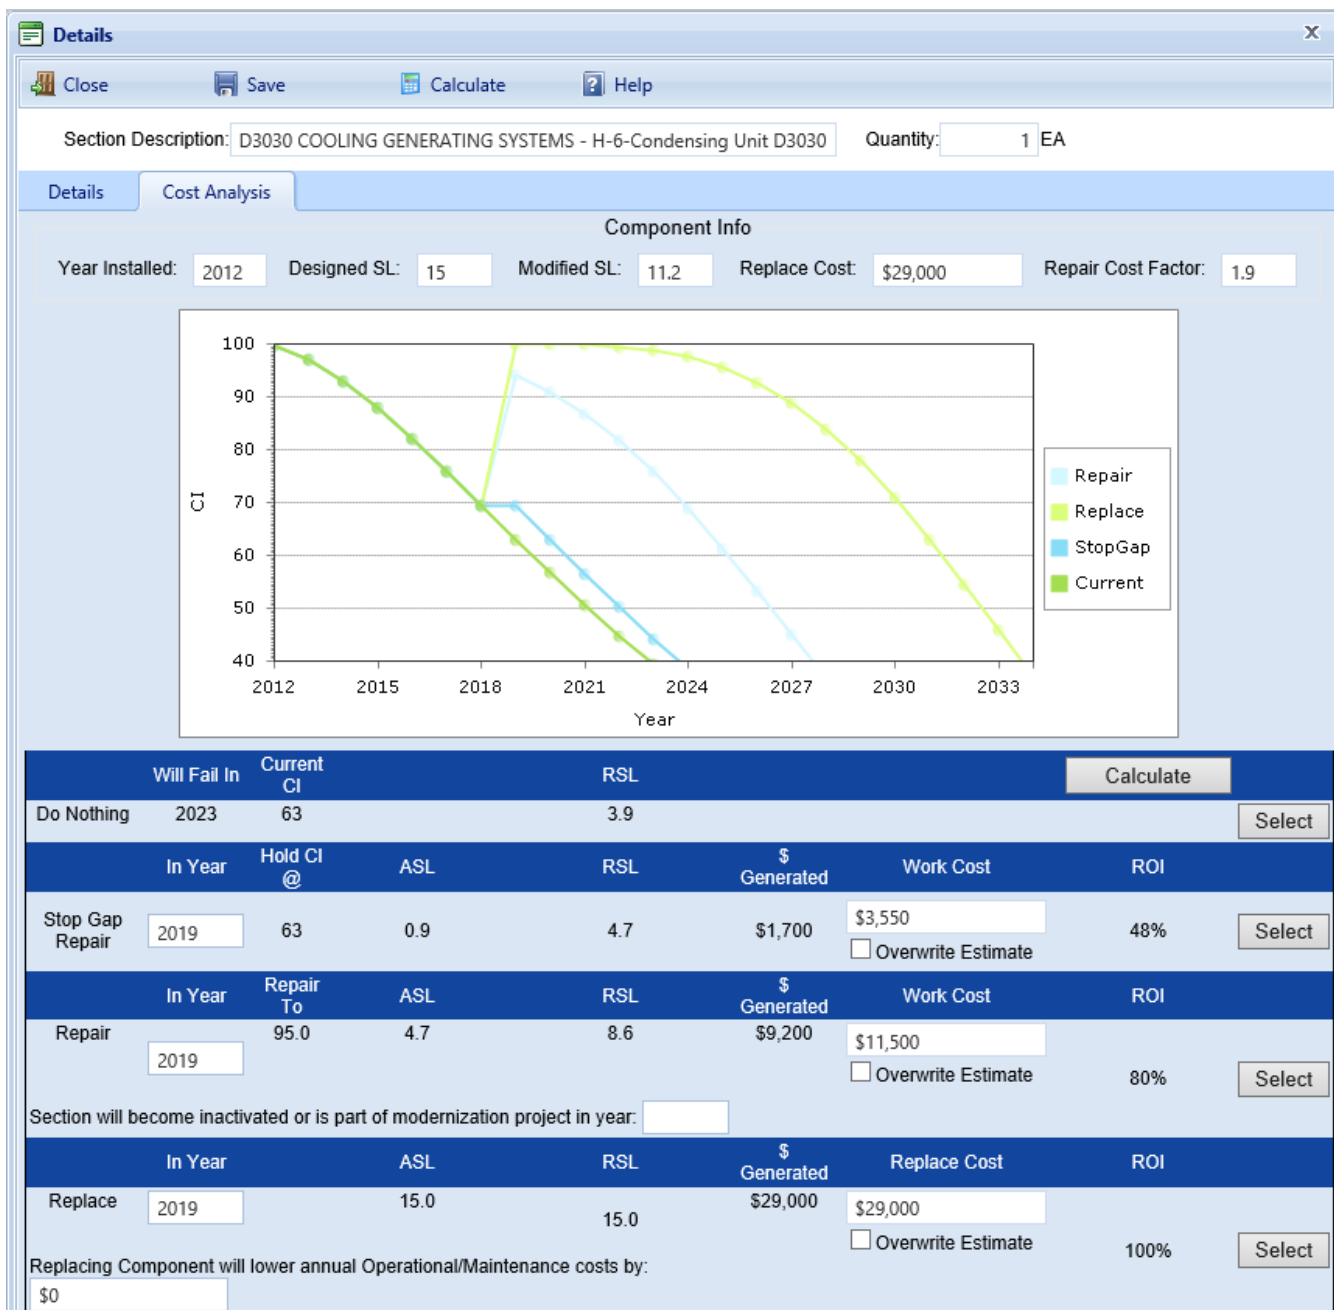 Details x
Close Save Calculate Help
Section Description: D3030 COOLING GENERATING SYSTEMS - H-6-Condensing Unit D3030 Quantity: 1 EA
Details Cost Analysis
Component Info
Year Installed: 2012 Designed SL: 15 Modified SL: 11.2 Replace Cost: $29,000 Repair Cost Factor: 1.9
100
90
80
70
60
50
40
CI
2012 2015 2018 2021 2024 2027 2030 2033
Year
Repair
Replace
StopGap
Current
Will Fail In Current CI RSL Calculate
Do Nothing 2023 63 3.9 Select
In Year Hold CI @ ASL RSL $ Generated Work Cost ROI
Stop Gap Repair 2019 63 0.9 4.7 $1,700 $3,550 48% Select
Overwrite Estimate
In Year Repair To ASL RSL $ Generated Work Cost ROI
Repair 2019 95.0 4.7 8.6 $9,200 $11,500 80% Select
Overwrite Estimate
Section will become inactivated or is part of modernization project in year:
In Year ASL RSL $ Generated Replace Cost ROI
Replace 2019 15.0 15.0 $29,000 $29,000 100% Select
Overwrite Estimate
Replacing Component will lower annual Operational/Maintenance costs by:
$0